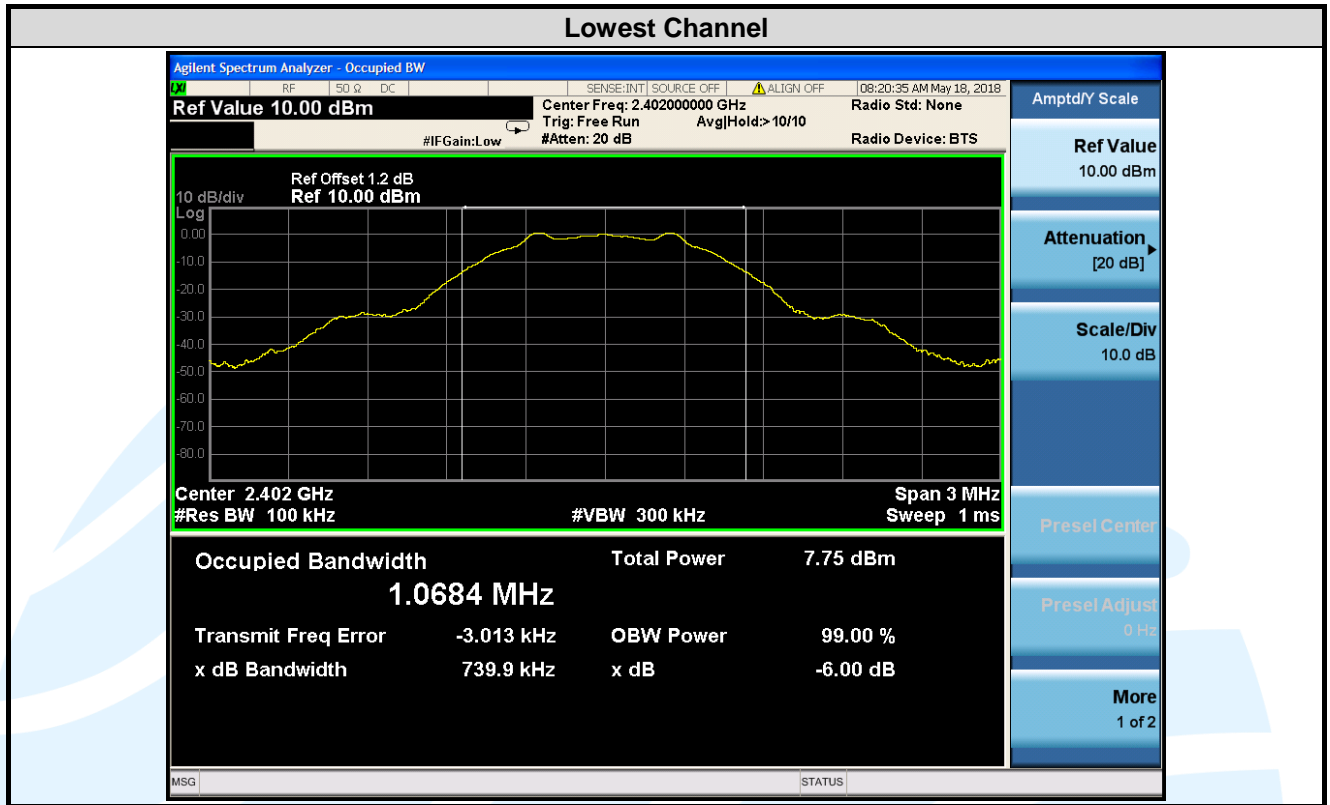 Lowest Channel
Agilent Spectrum Analyzer - Occupied BW
LXI RF 50 Ω DC SENSE:INT SOURCE OFF ALIGN OFF 08:20:35 AM May 18, 2018
Ref Value 10.00 dBm
Center Freq: 2.402000000 GHz
Radio Std: None
Trig: Free Run Avg|Hold:>10/10
#IFGain:Low
#Atten: 20 dB
Radio Device: BTS
Ref Offset 1.2 dB
10 dB/div Ref 10.00 dBm
Log
0.00
-10.0
-20.0
-30.0
-40.0
-50.0
-60.0
-70.0
-80.0
Center 2.402 GHz
Span 3 MHz
#Res BW 100 kHz
#VBW 300 kHz
Sweep 1 ms
Occupied Bandwidth
Total Power 7.75 dBm
1.0684 MHz
Transmit Freq Error -3.013 kHz
OBW Power 99.00 %
x dB Bandwidth 739.9 kHz
x dB -6.00 dB
MSG
STATUS
Amptd/Y Scale
Ref Value
10.00 dBm
Attenuation
[20 dB]
Scale/Div
10.0 dB
Presel Center
Presel Adjust
0 Hz
More
1 of 2